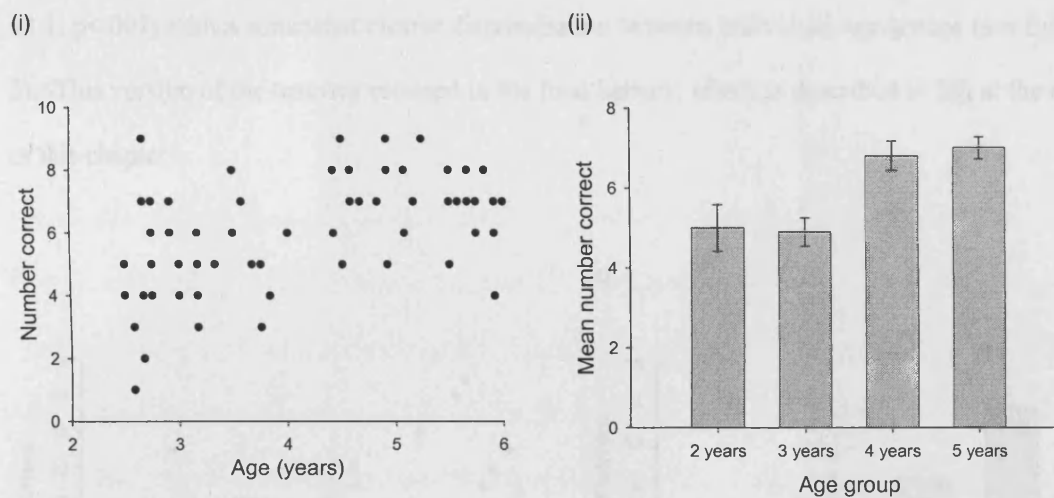 (i)
(ii)
10
8
6
4
2
0
2
3
4
5
6
Number correct
Age (years)
8
6
4
2
0
Mean number correct
2 years
3 years
4 years
5 years
Age group